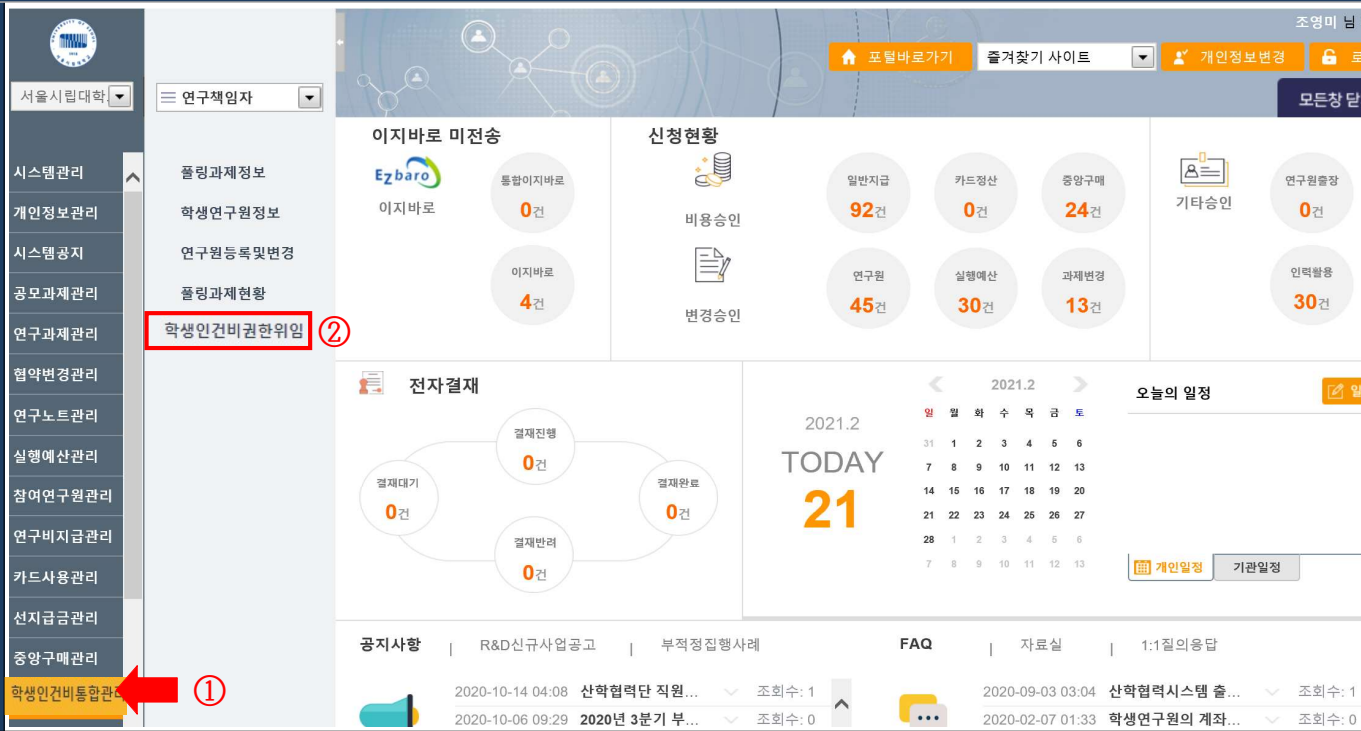 조영미 님
포털바로가기
즐겨찾기 사이트
개인정보변경
서울시립대학
연구책임자
모든창 닫
시스템관리
개인정보관리
시스템공지
공모과제관리
연구과제관리
협약변경관리
연구노트관리
실행예산관리
참여연구원관리
연구비지급관리
카드사용관리
선지급금관리
중앙구매관리
학생인건비통합관리
①
풀링과제정보
학생연구원정보
연구원등록및변경
풀링과제현황
학생인건비권한위임
②
이지바로 미전송
Ezbaro
이지바로
통합이지바로
0건
이지바로
4건
신청현황
비용승인
일반지급
92건
카드정산
0건
중앙구매
24건
변경승인
연구원
45건
실행예산
30건
과제변경
13건
기타승인
연구원출장
0건
인력활용
30건
전자결재
결재진행
0건
결재대기
0건
결재완료
0건
결재반려
0건
2021.2
TODAY
21
2021.2
일 월 화 수 목 금 토
31 1 2 3 4 5 6
7 8 9 10 11 12 13
14 15 16 17 18 19 20
21 22 23 24 25 26 27
28 1 2 3 4 5 6
7 8 9 10 11 12 13
오늘의 일정
개인일정
기관일정
공지사항 | R&D신규사업공고 | 부적정집행사례
2020-10-14 04:08 산학협력단 직원... 조회수: 1
2020-10-06 09:29 2020년 3분기 부... 조회수: 0
FAQ | 자료실 | 1:1질의응답
2020-09-03 03:04 산학협력시스템 출... 조회수: 1
2020-02-07 01:33 학생연구원의 계좌... 조회수: 0